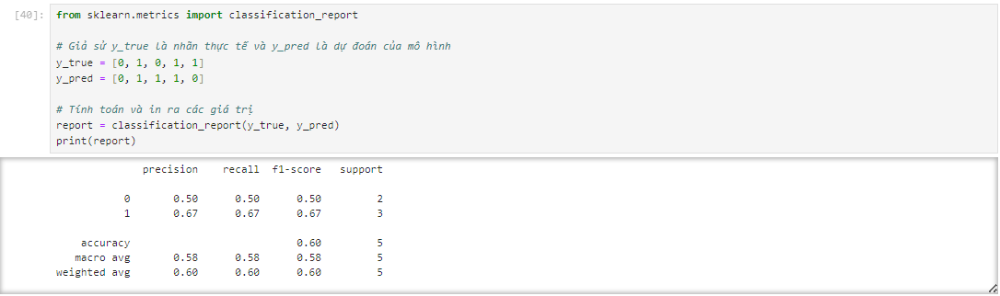 [40]: from sklearn.metrics import classification_report
# Giả sử y_true là nhãn thực tế và y_pred là dự đoán của mô hình
y_true = [0, 1, 0, 1, 1]
y_pred = [0, 1, 1, 1, 0]
# Tính toán và in ra các giá trị
report = classification_report(y_true, y_pred)
print(report)
precision recall f1-score support
0 0.50 0.50 0.50 2
1 0.67 0.67 0.67 3
accuracy 0.60 5
macro avg 0.58 0.58 0.58 5
weighted avg 0.60 0.60 0.60 5